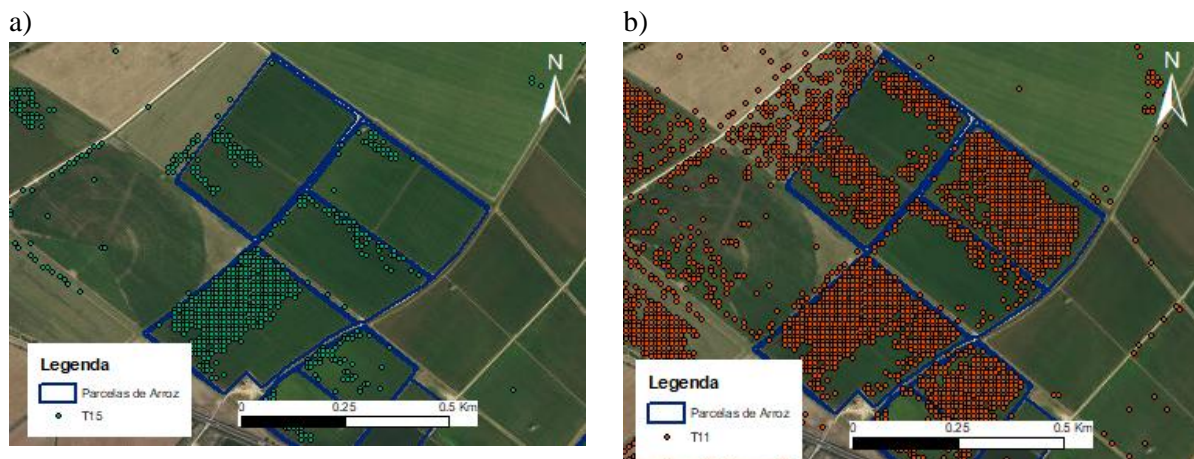 a)
N
Legenda
Parcelas de Arroz
T15
0 0.25 0.5 Km
b)
N
Legenda
Parcelas de Arroz
T11
0 0.25 0.5 Km